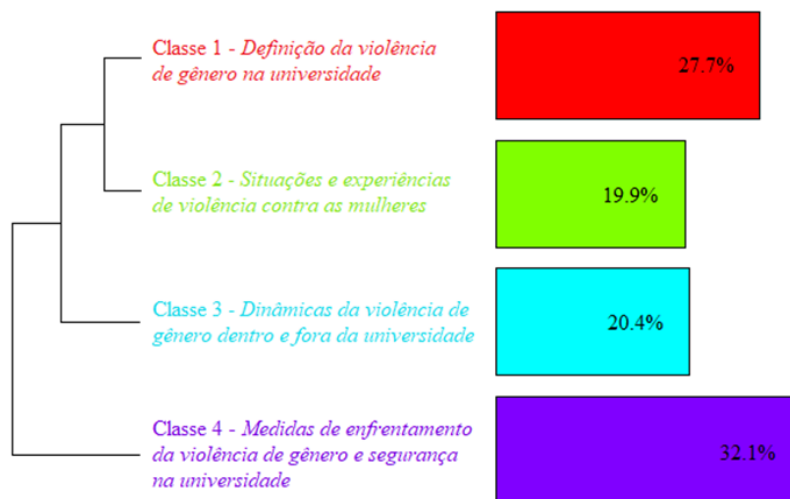 Classe 1 - Definição da violência
de gênero na universidade
27.7%
Classe 2 - Situações e experiências
de violência contra as mulheres
19.9%
Classe 3 - Dinâmicas da violência de
gênero dentro e fora da universidade
20.4%
Classe 4 - Medidas de enfrentamento
da violência de gênero e segurança
na universidade
32.1%